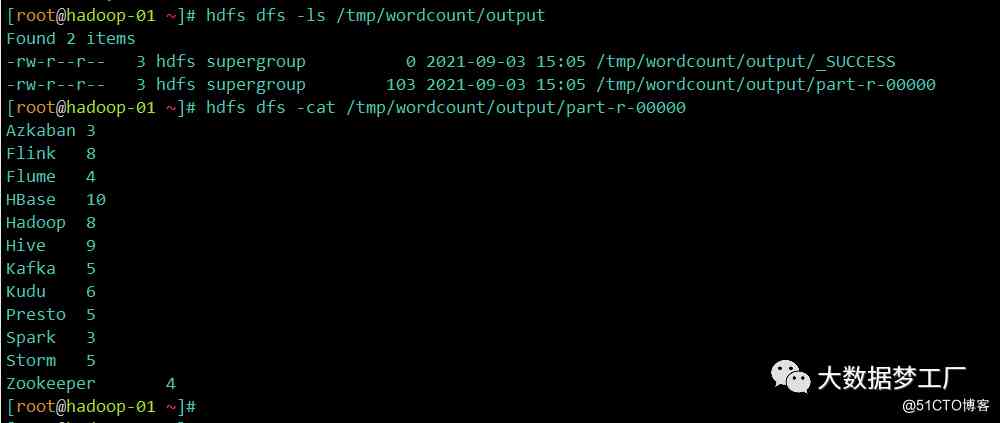 [root@hadoop-01 ~]# hdfs dfs -ls /tmp/wordcount/output
Found 2 items
-rw-r--r--   3 hdfs supergroup          0 2021-09-03 15:05 /tmp/wordcount/output/_SUCCESS
-rw-r--r--   3 hdfs supergroup        103 2021-09-03 15:05 /tmp/wordcount/output/part-r-00000
[root@hadoop-01 ~]# hdfs dfs -cat /tmp/wordcount/output/part-r-00000
Azkaban 3
Flink   8
Flume   4
HBase   10
Hadoop  8
Hive    9
Kafka   5
Kudu    6
Presto  5
Spark   3
Storm   5
Zookeeper       4
[root@hadoop-01 ~]#
大数据梦工厂
@51CTO博客